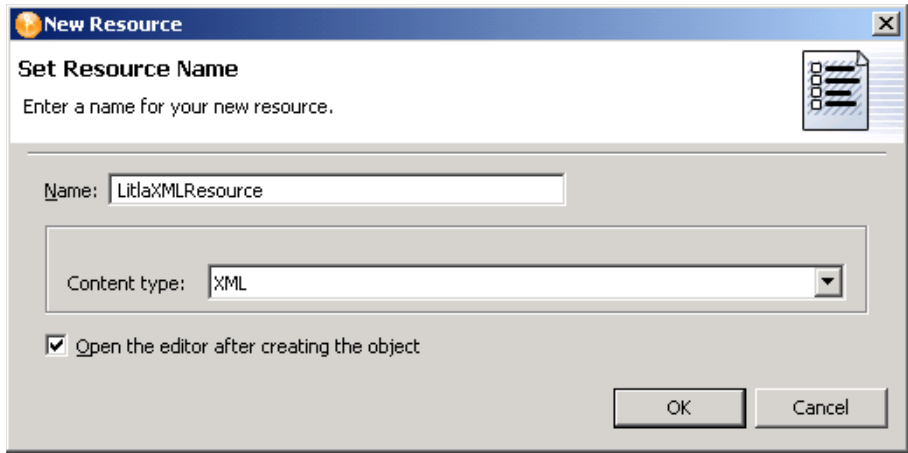 New Resource
Set Resource Name
Enter a name for your new resource.
Name: LitlaXMLResource
Content type: XML
Open the editor after creating the object
OK Cancel